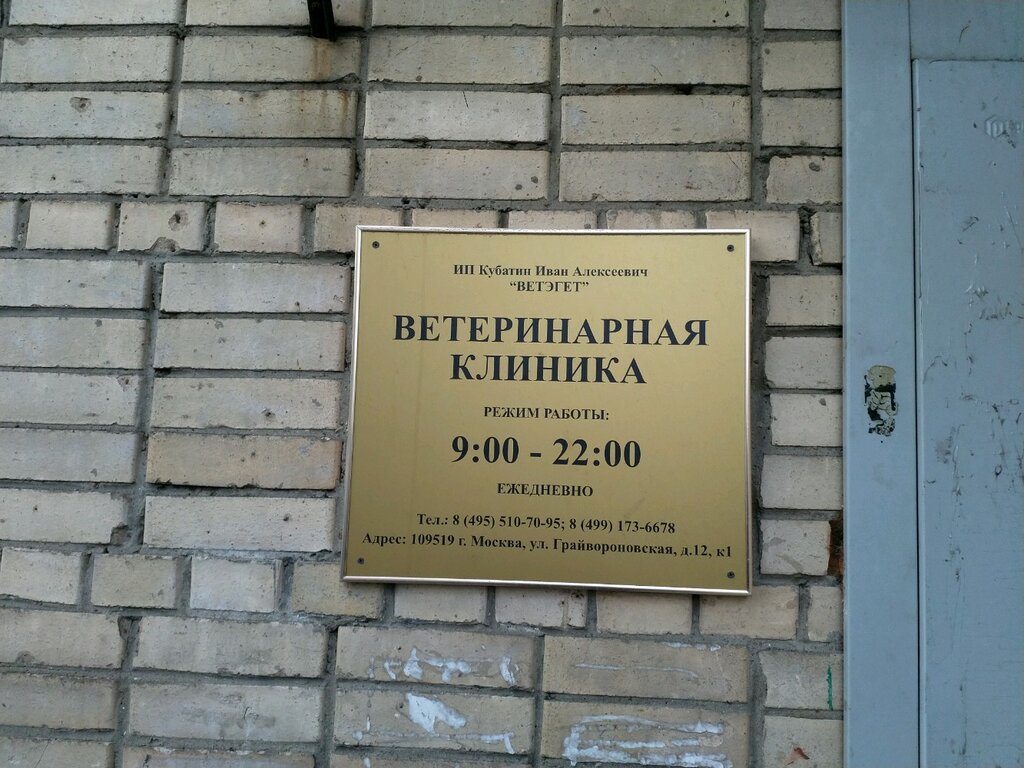 ИП Кубатин Иван Алексеевич
“ВЕТЭГЕТ”
ВЕТЕРИНАРНАЯ
КЛИНИКА
РЕЖИМ РАБОТЫ:
9:00 - 22:00
ЕЖЕДНЕВНО
Тел.: 8 (495) 510-70-95; 8 (499) 173-6678
Адрес: 109519 г. Москва, ул. Грайвороновская, д.12, к1